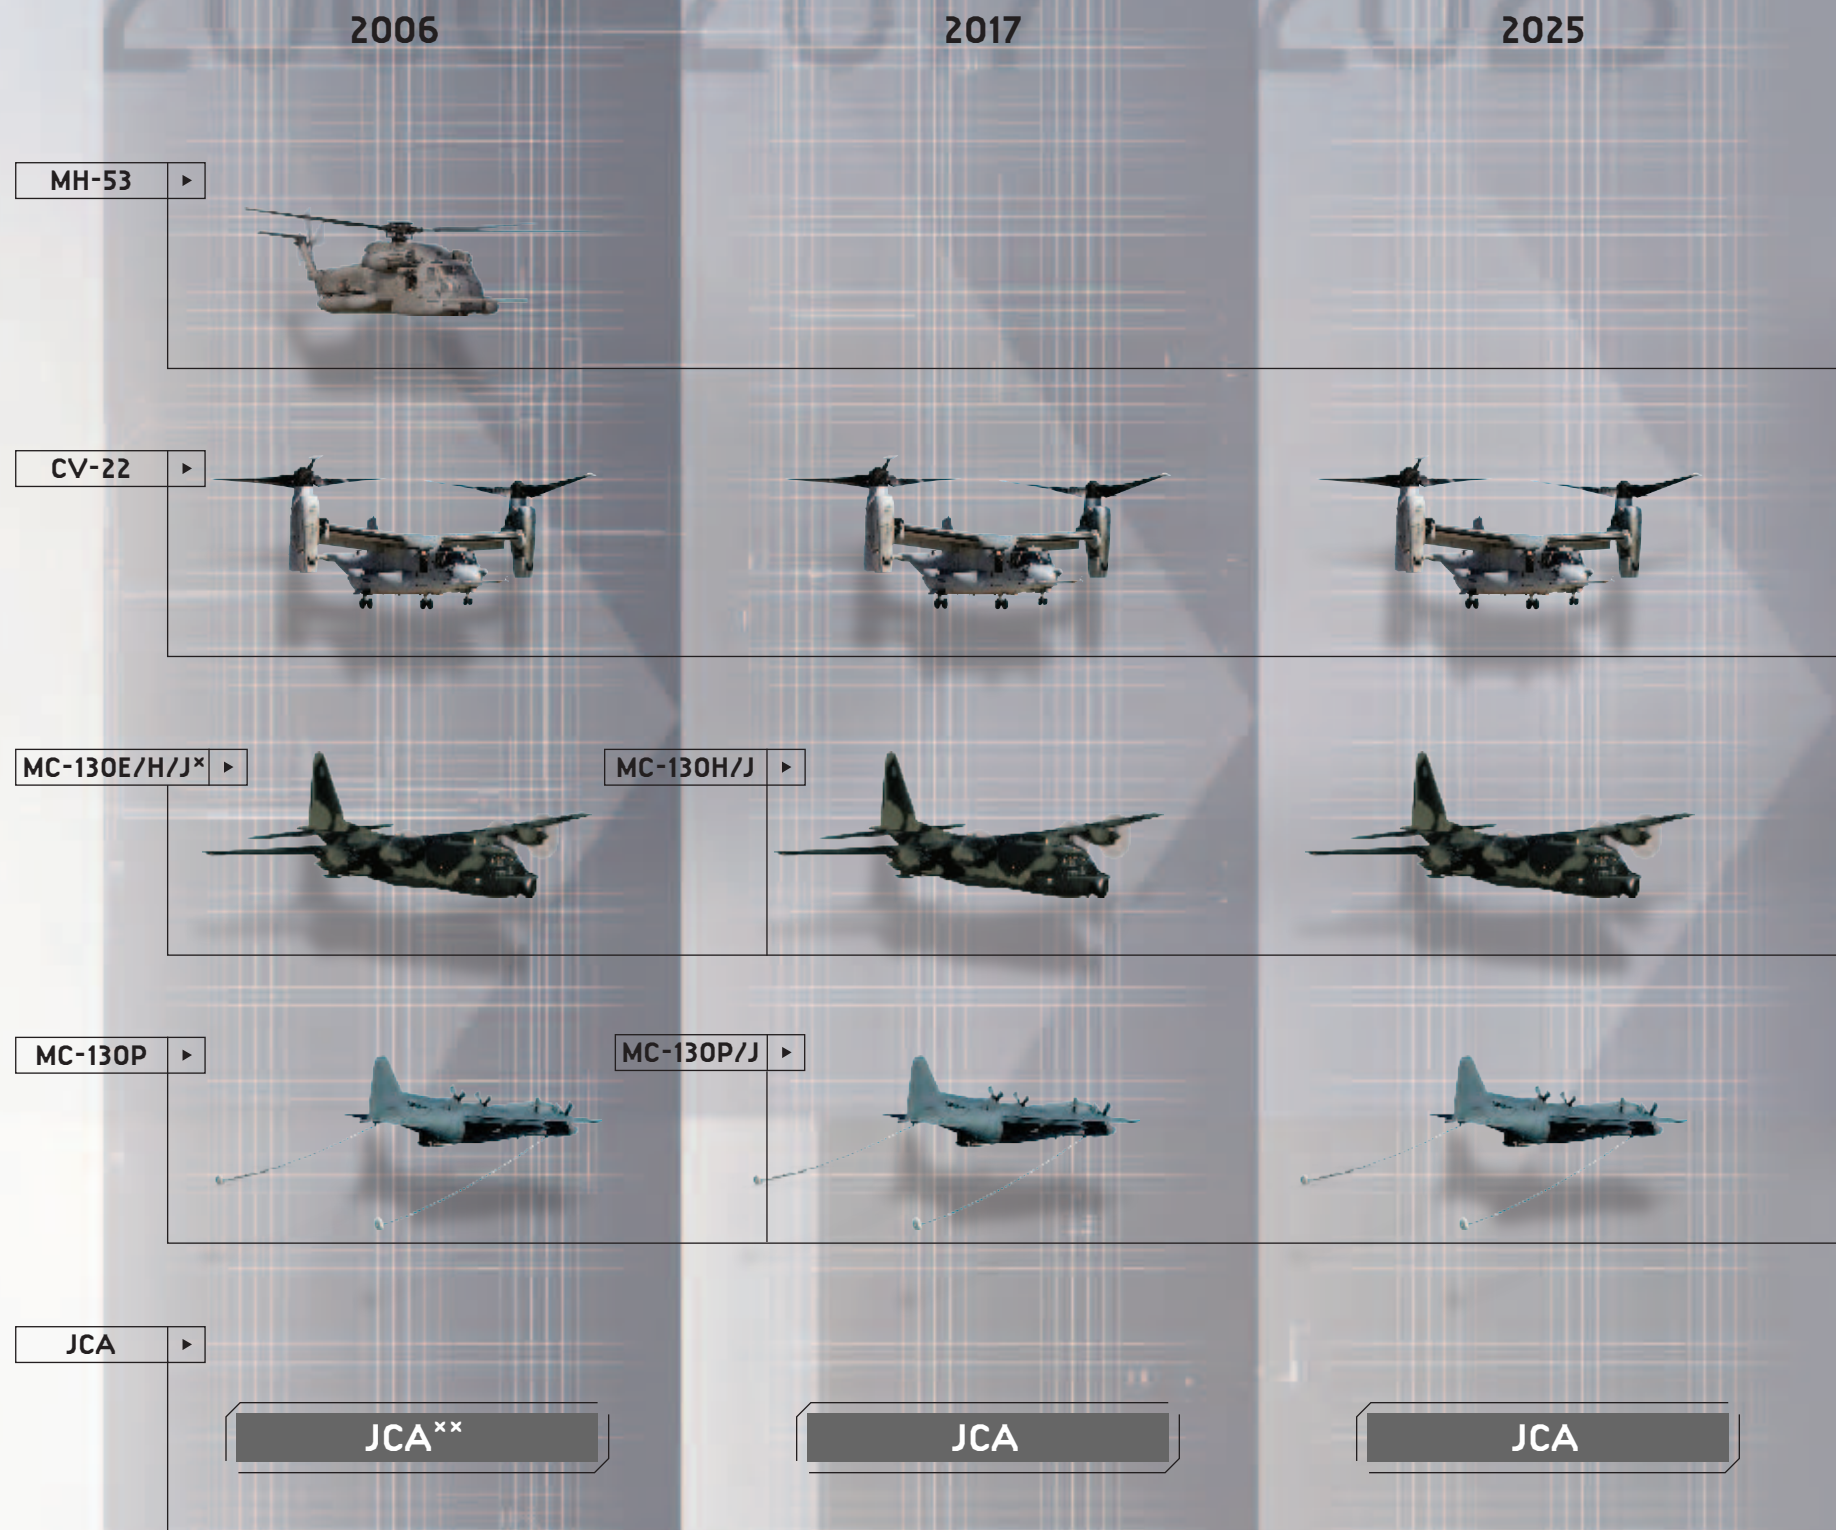 2006 2017 2025
MH-53
CV-22
MC-130E/H/J× MC-130H/J
MC-130P MC-130P/J
JCA
JCA×× JCA JCA